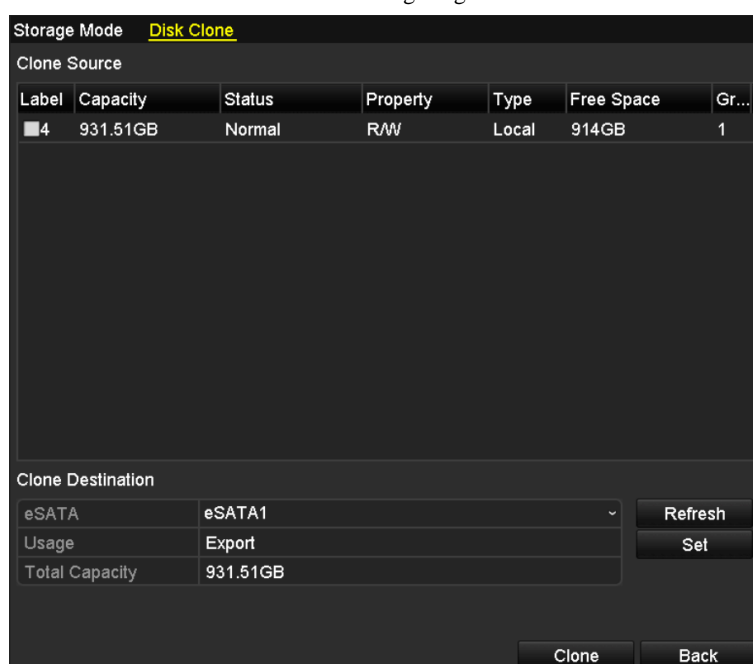 Storage Mode Disk Clone
Clone Source
Label Capacity Status Property Type Free Space Gr...
4 931.51GB Normal R/W Local 914GB 1
Clone Destination
eSATA eSATA1 Refresh
Usage Export Set
Total Capacity 931.51GB
Clone Back